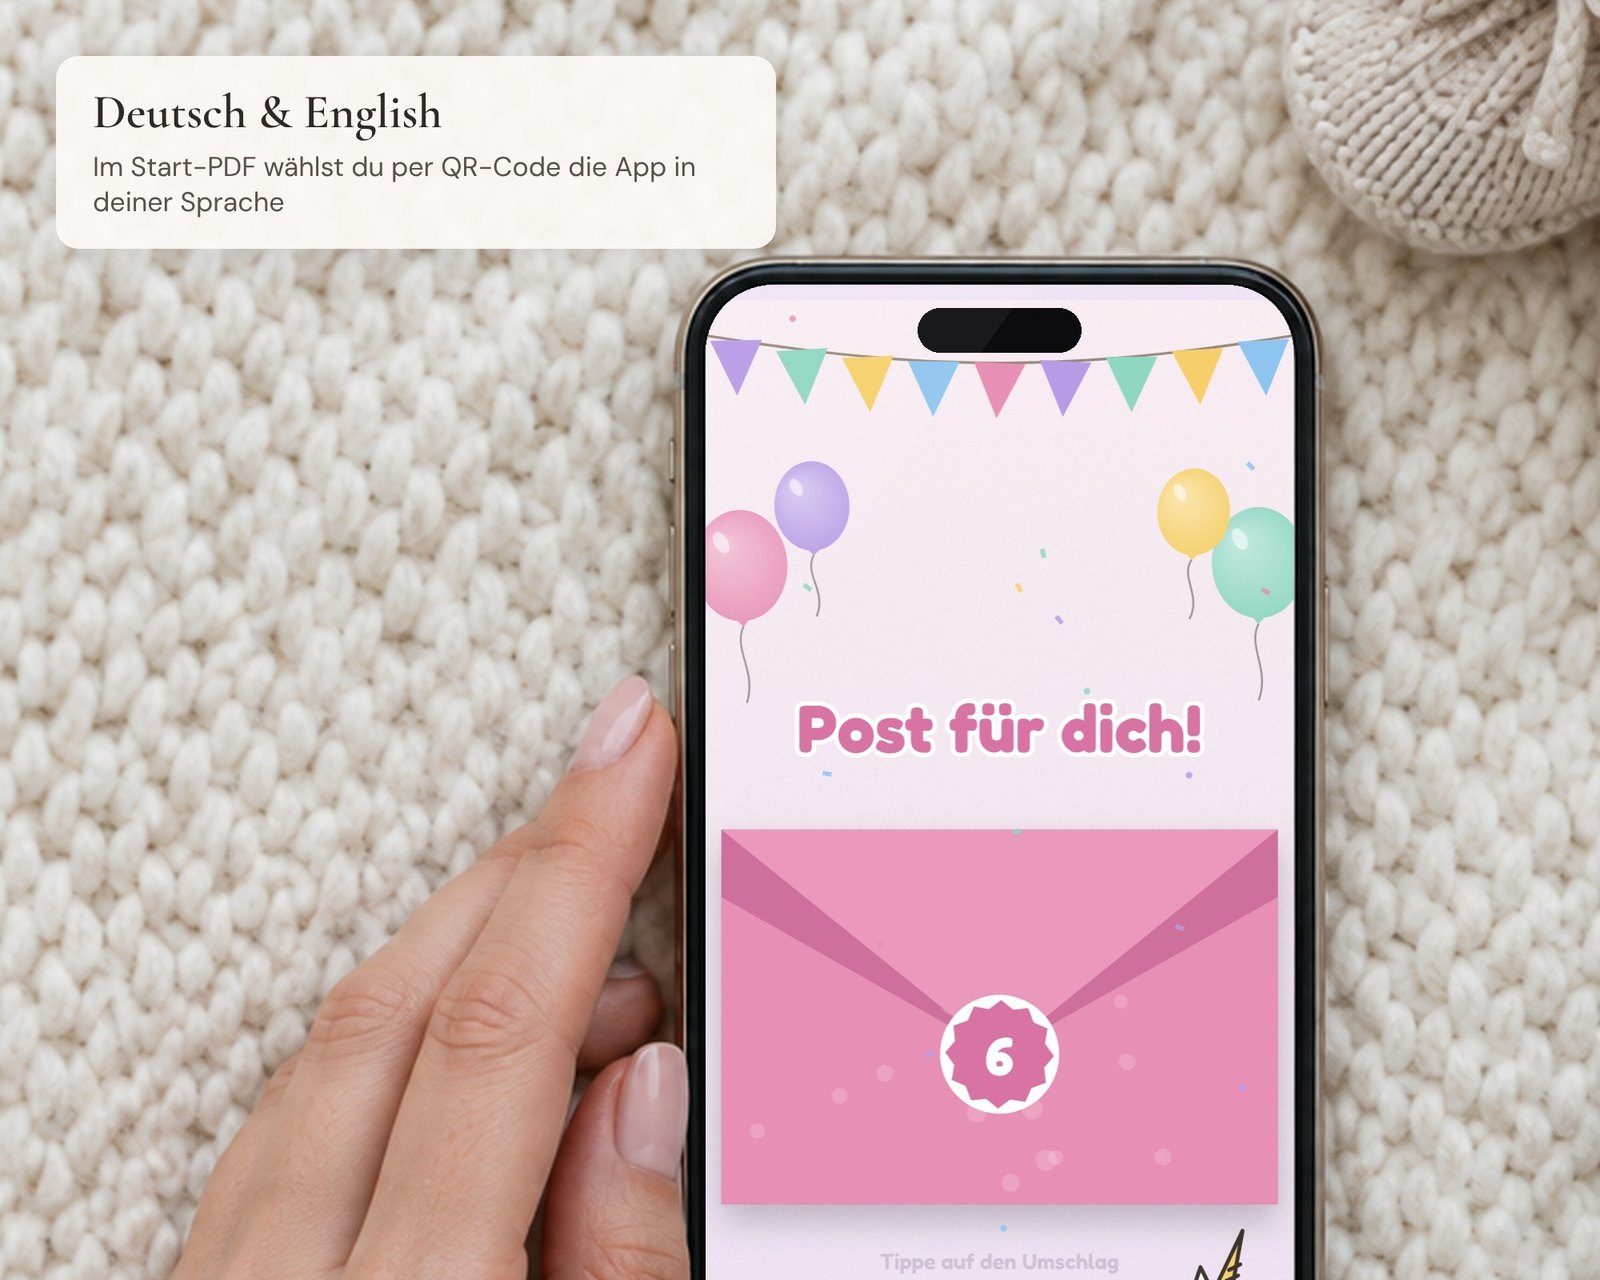 Deutsch & English
Im Start-PDF wählst du per QR-Code die App in
deiner Sprache
Post für dich!
6
Tippe auf den Umschlag